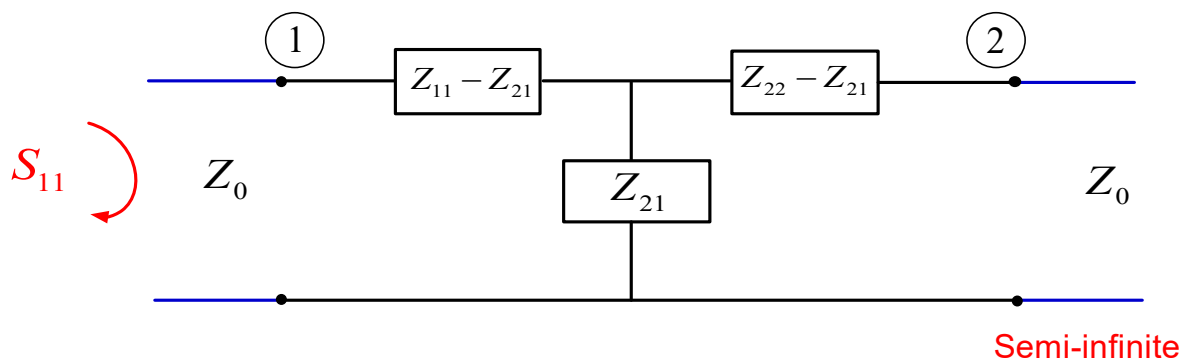 1
2
Z₁₁ − Z₂₁
Z₂₂ − Z₂₁
S₁₁
Z₀
Z₂₁
Z₀
Semi-infinite